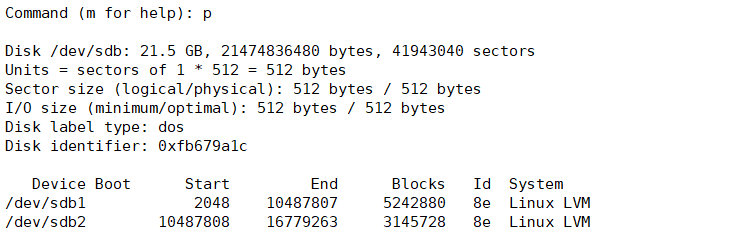 Command (m for help): p
Disk /dev/sdb: 21.5 GB, 21474836480 bytes, 41943040 sectors
Units = sectors of 1 * 512 = 512 bytes
Sector size (logical/physical): 512 bytes / 512 bytes
I/O size (minimum/optimal): 512 bytes / 512 bytes
Disk label type: dos
Disk identifier: 0xfb679a1c
Device Boot Start End Blocks Id System
/dev/sdb1 2048 10487807 5242880 8e Linux LVM
/dev/sdb2 10487808 16779263 3145728 8e Linux LVM